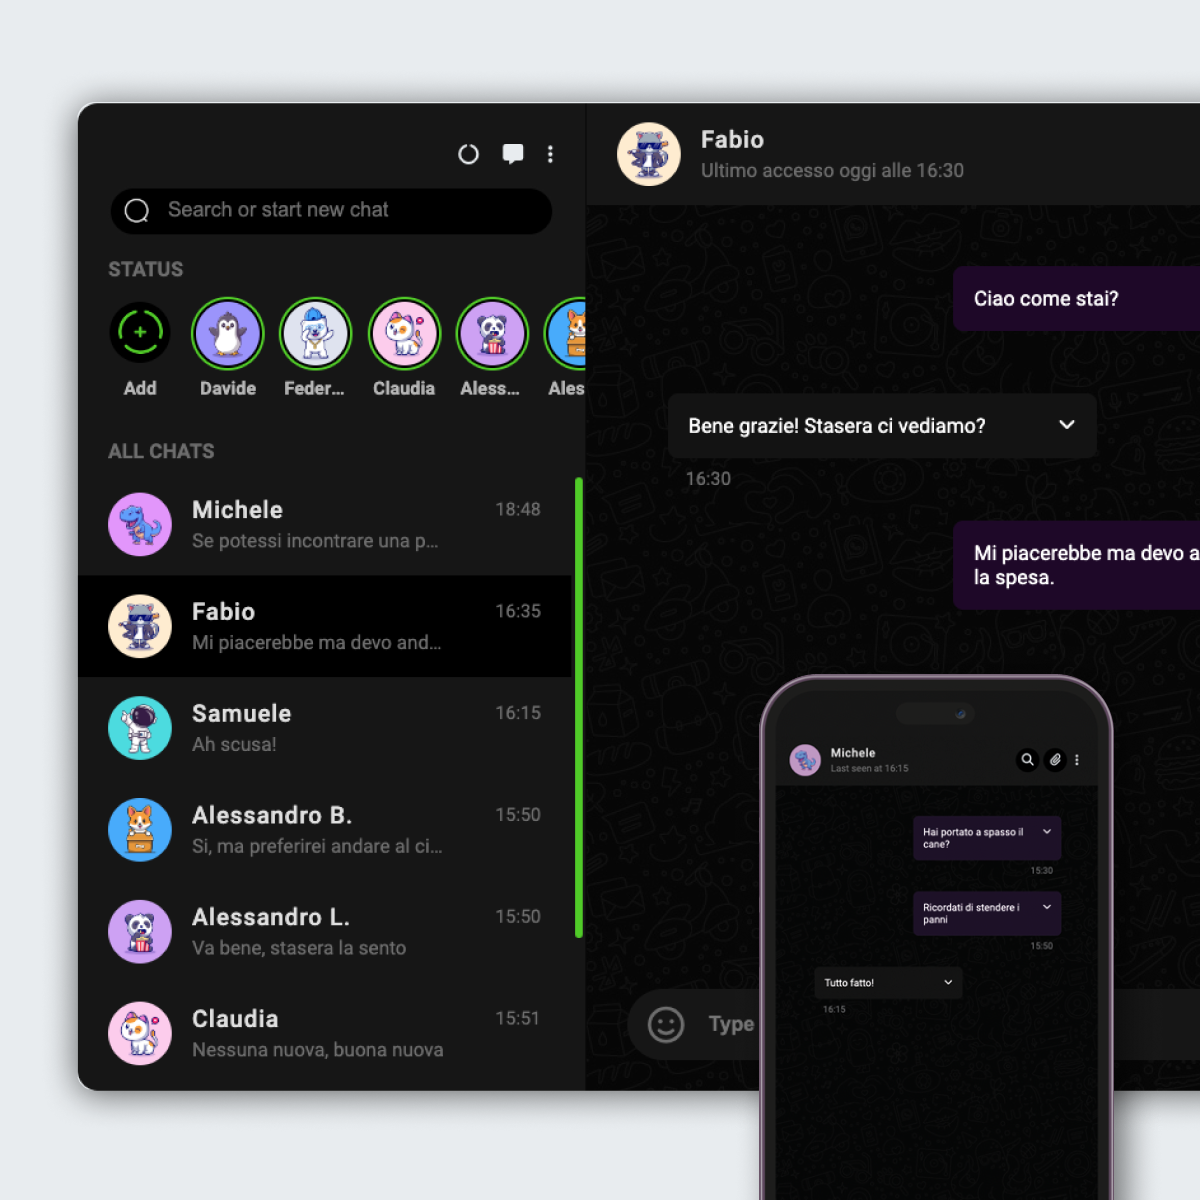 Search or start new chat
STATUS
Add
Davide
Feder...
Claudia
Aless...
Ales
ALL CHATS
Michele
18:48
Se potessi incontrare una p...
Fabio
16:35
Mi piacerebbe ma devo and...
Samuele
16:15
Ah scusa!
Alessandro B.
15:50
Si, ma preferirei andare al ci...
Alessandro L.
15:50
Va bene, stasera la sento
Claudia
15:51
Nessuna nuova, buona nuova
Fabio
Ultimo accesso oggi alle 16:30
Ciao come stai?
Bene grazie! Stasera ci vediamo?
16:30
Mi piacerebbe ma devo a
la spesa.
Type
Michele
Last seen at 16:15
Hai portato a spasso il
cane?
15:30
Ricordati di stendere i
panni
15:50
Tutto fatto!
16:15